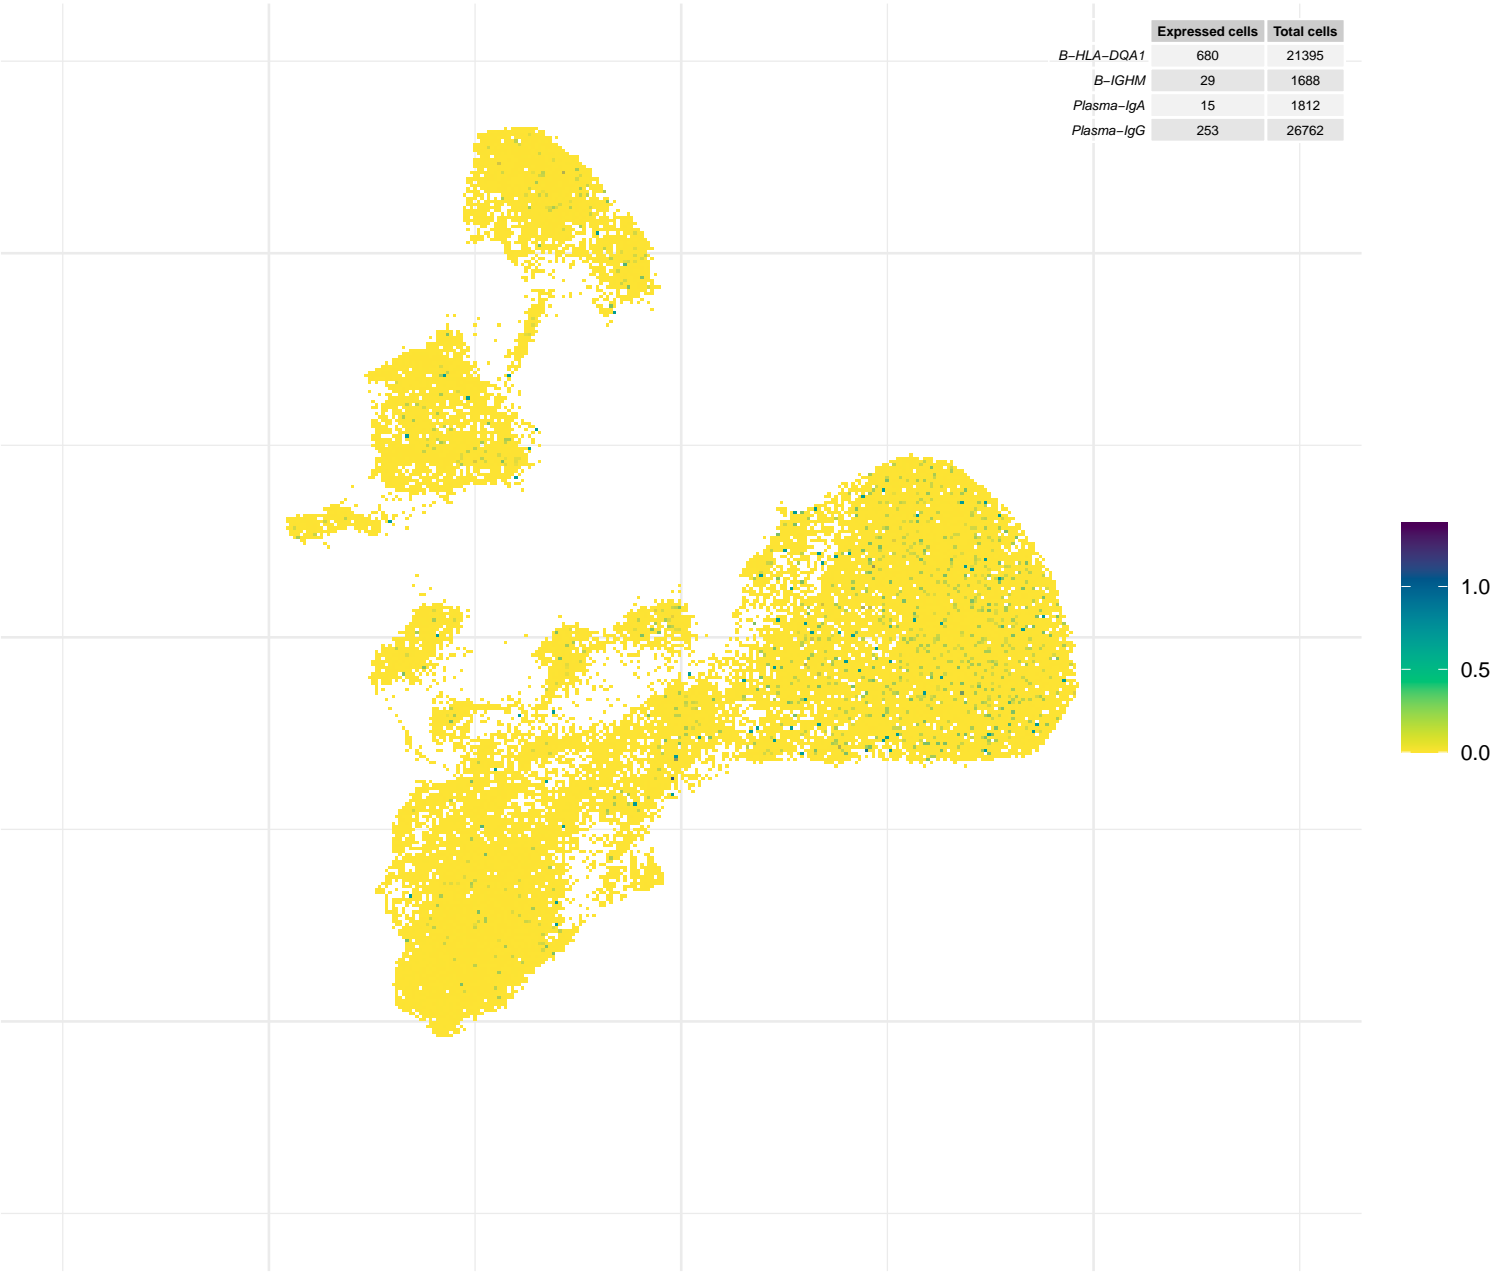 Expressed cells Total cells
B–HLA–DQA1 680 21395
B–IGHM 29 1688
Plasma–IgA 15 1812
Plasma–IgG 253 26762
1.0
0.5
0.0